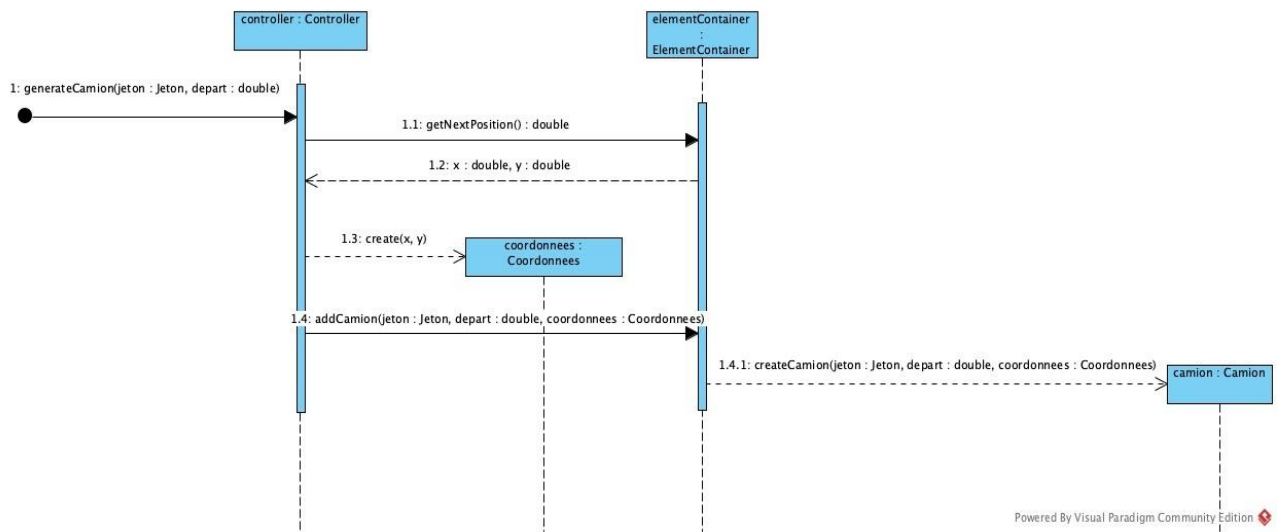 controller : Controller
elementContainer
:
ElementContainer
1: generateCamion(jeton : Jeton, depart : double)
1.1: getNextPosition() : double
1.2: x : double, y : double
1.3: create(x, y)
coordonnees :
Coordonnees
1.4: addCamion(jeton : Jeton, depart : double, coordonnees : Coordonnees)
1.4.1: createCamion(jeton : Jeton, depart : double, coordonnees : Coordonnees)
camion : Camion
Powered By Visual Paradigm Community Edition